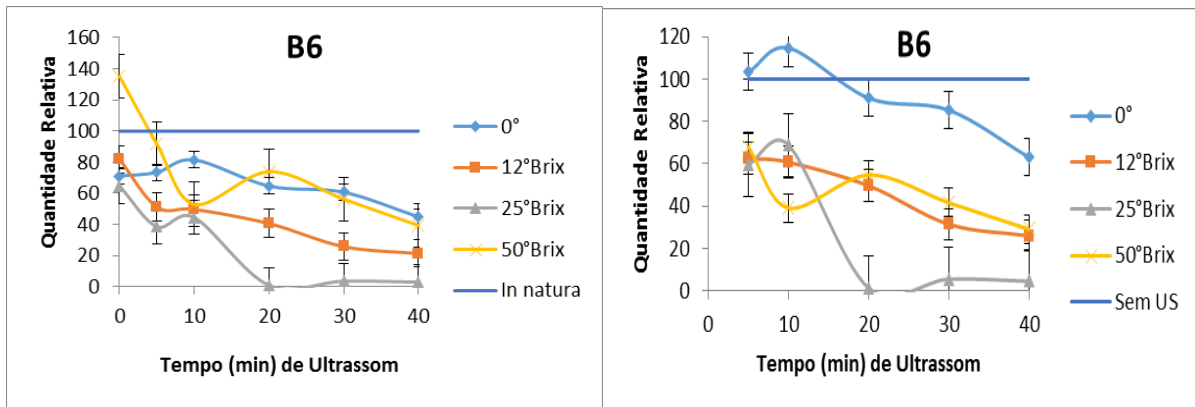 B6
160
140
120
100
80
60
40
20
0
Quantidade Relativa
0 10 20 30 40
Tempo (min) de Ultrassom
0°
12°Brix
25°Brix
50°Brix
In natura
B6
120
100
80
60
40
20
0
Quantidade Relativa
0 10 20 30 40
Tempo (min) de Ultrassom
0°
12°Brix
25°Brix
50°Brix
Sem US